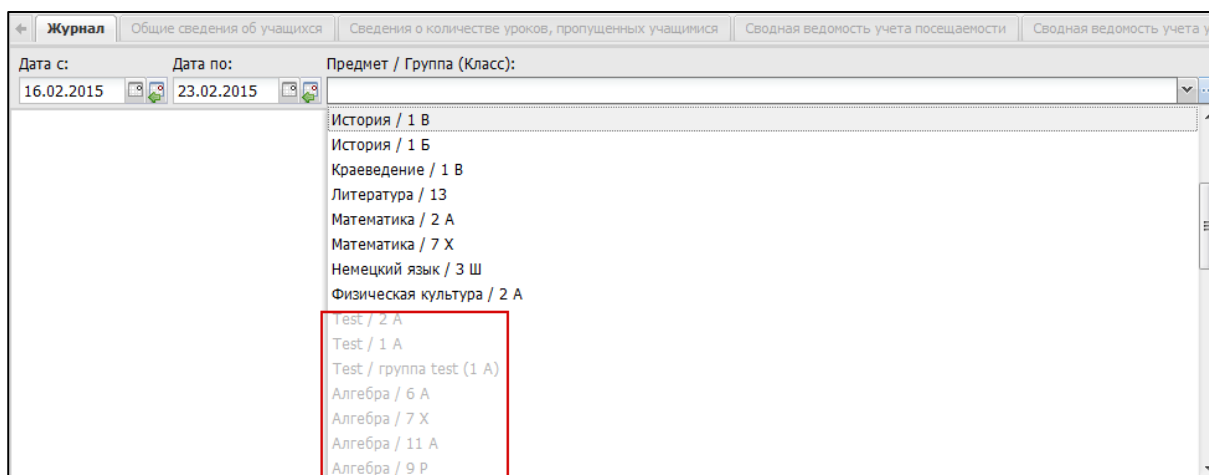 Журнал Общие сведения об учащихся Сведения о количестве уроков, пропущенных учащимися Сводная ведомость учета посещаемости Сводная ведомость учета
Дата с: Дата по: Предмет / Группа (Класс):
16.02.2015 23.02.2015
История / 1 В
История / 1 Б
Краеведение / 1 В
Литература / 13
Математика / 2 А
Математика / 7 Х
Немецкий язык / 3 Ш
Физическая культура / 2 А
Test / 2 А
Test / 1 А
Test / группа test (1 А)
Алгебра / 6 А
Алгебра / 7 Х
Алгебра / 11 А
Алгебра / 9 Р